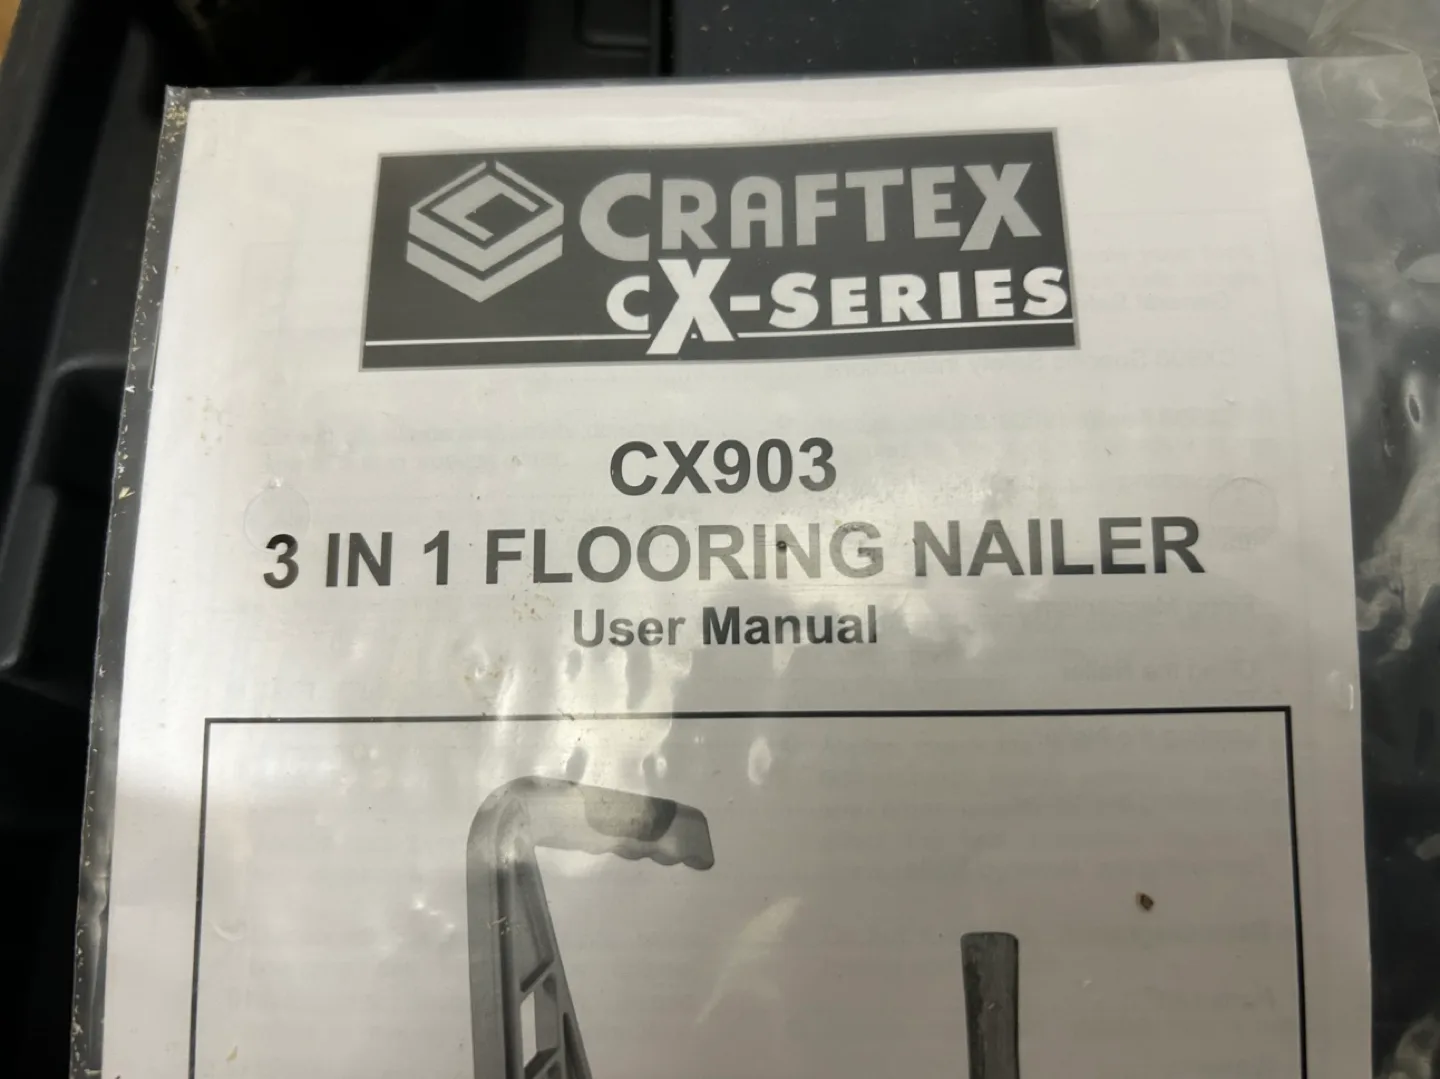 CRAFTEX
CX-SERIES
CX903
3 IN 1 FLOORING NAILER
User Manual